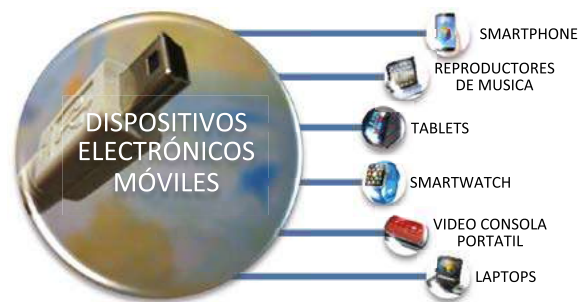 DISPOSITIVOS
ELECTRÓNICOS
MÓVILES
SMARTPHONE
REPRODUCTORES
DE MUSICA
TABLETS
SMARTWATCH
VIDEO CONSOLA
PORTATIL
LAPTOPS